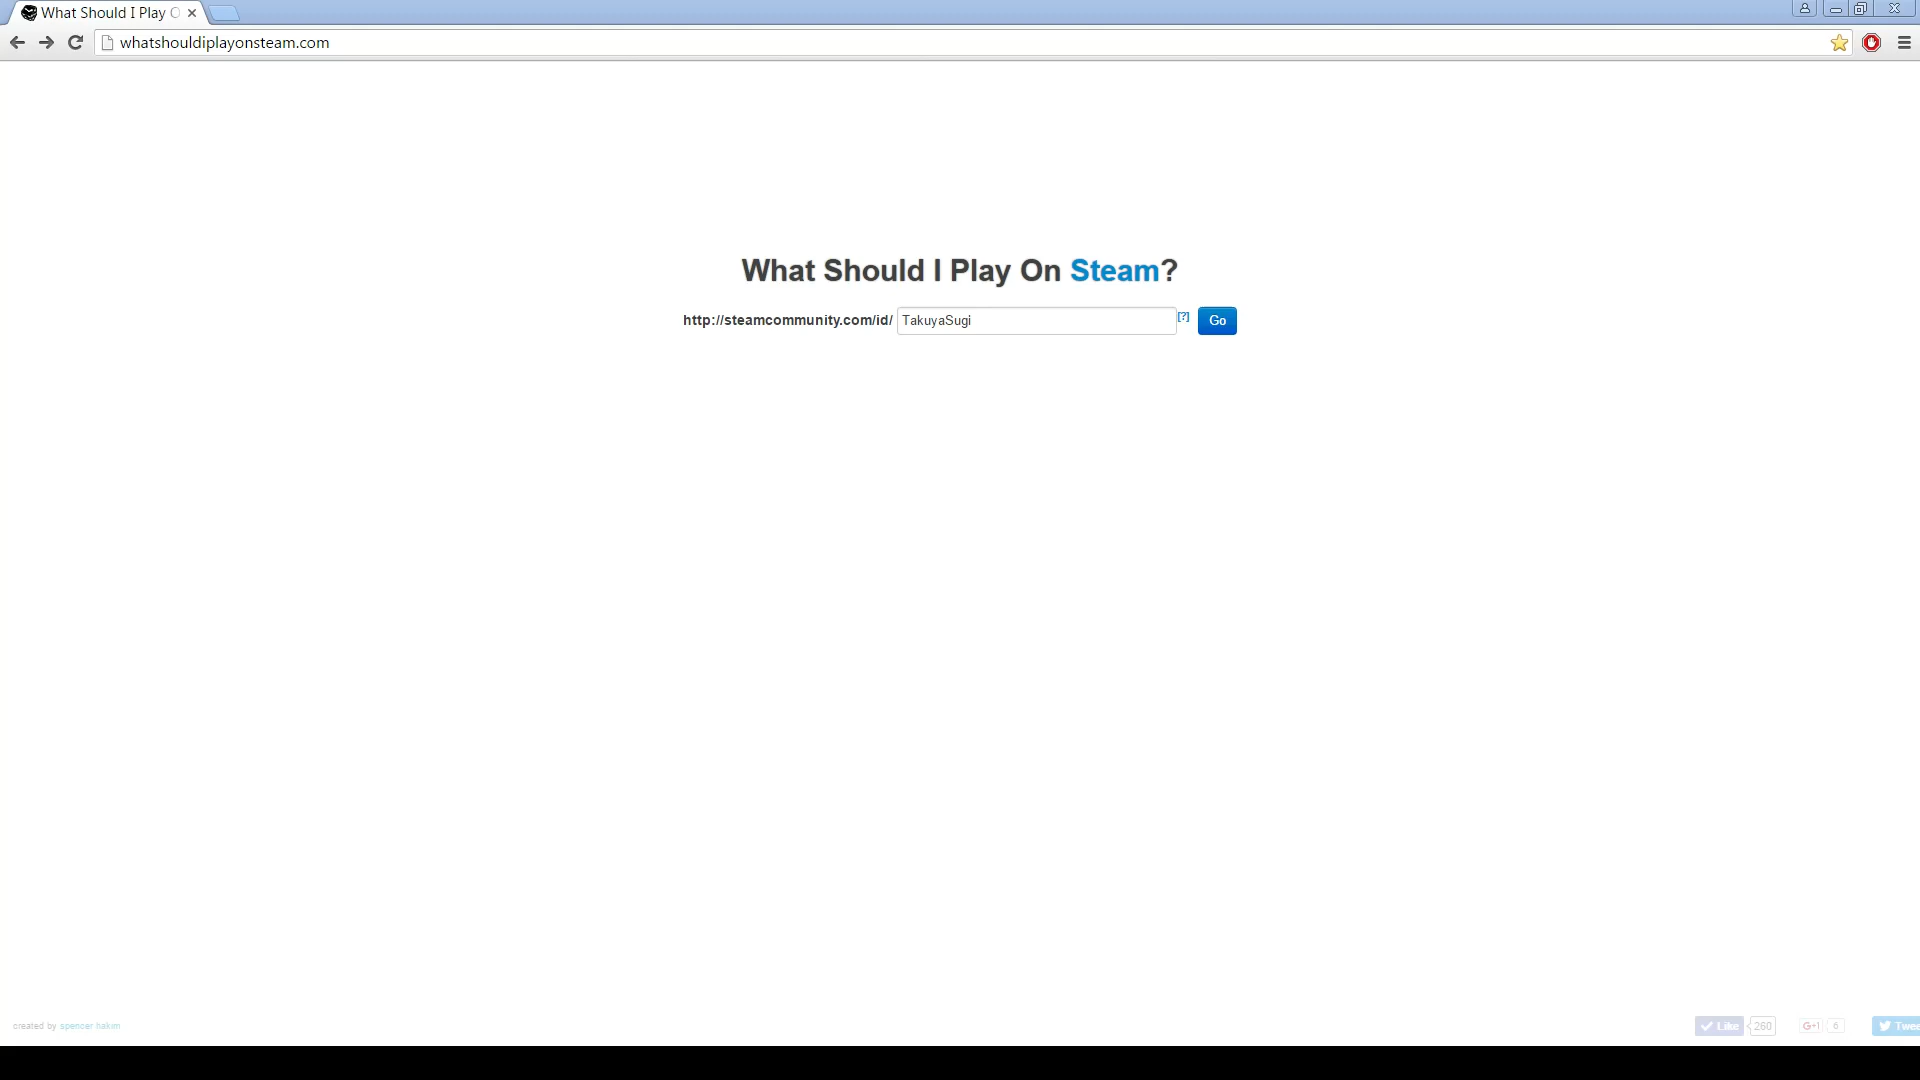 What Should I Play O
whatshouldiplayonsteam.com
What Should I Play On Steam?
http://steamcommunity.com/id/ TakuyaSugi [?] Go
created by spencer hakim
Like 260 G+1 6 Twee